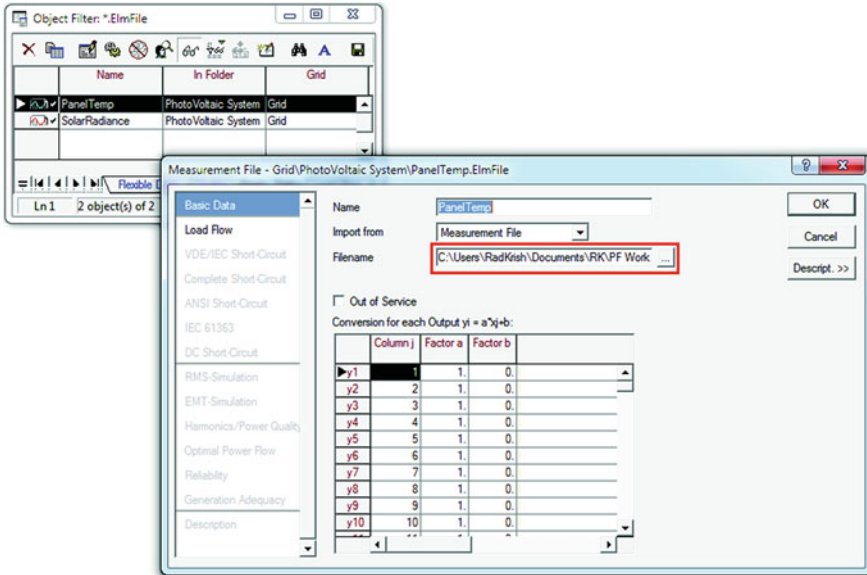 Object Filter: *.ElmFile
Name In Folder Grid
PanelTemp PhotoVoltaic System Grid
SolarRadiance PhotoVoltaic System Grid
Flexible D
Ln 1 2 object(s) of 2
Measurement File - Grid\PhotoVoltaic System\PanelTemp.ElmFile
Basic Data
Load Flow
VDE/IEC Short-Circuit
Complete Short-Circuit
ANSI Short-Circuit
IEC 61363
DC Short-Circuit
RMS-Simulation
EMT-Simulation
Harmonics/Power Quality
Optimal Power Flow
Reliability
Generation Adequacy
Description
Name PanelTemp
Import from Measurement File
Filename C:\Users\RadKrish\Documents\RK\PF Work ...
Out of Service
Conversion for each Output yi = a*xj+b:
Column j Factor a Factor b
y1 1 1. 0.
y2 2 1. 0.
y3 3 1. 0.
y4 4 1. 0.
y5 5 1. 0.
y6 6 1. 0.
y7 7 1. 0.
y8 8 1. 0.
y9 9 1. 0.
y10 10 1. 0.
OK
Cancel
Descript. >>